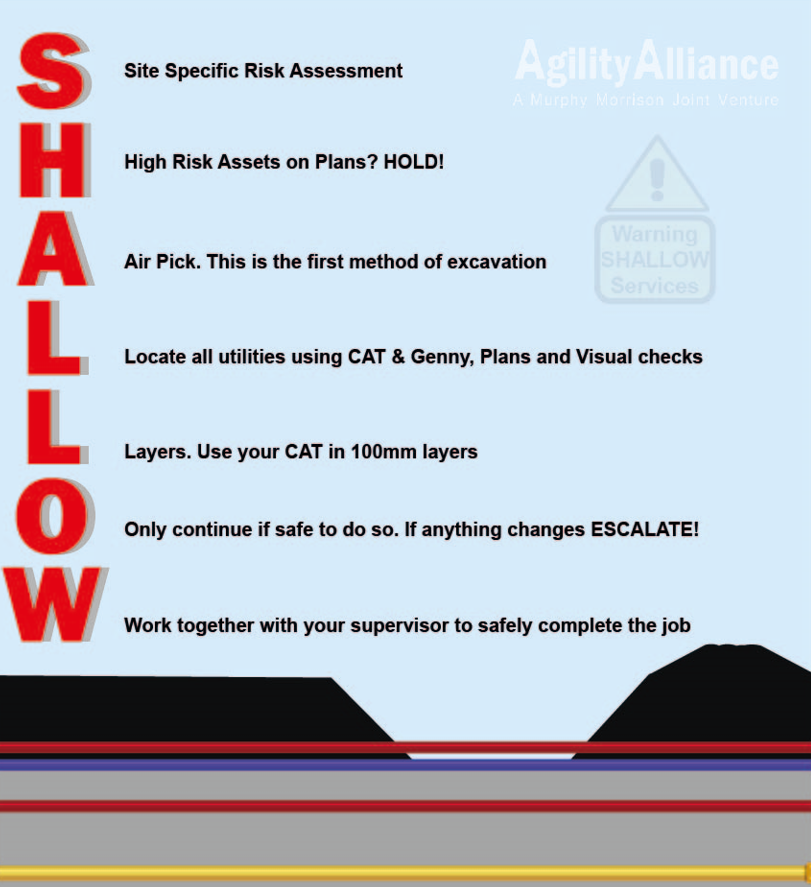 AgilityAlliance
A Murphy Morrison Joint Venture
S
Site Specific Risk Assessment
H
High Risk Assets on Plans? HOLD!
Warning
SHALLOW
Services
A
Air Pick. This is the first method of excavation
L
Locate all utilities using CAT & Genny, Plans and Visual checks
L
Layers. Use your CAT in 100mm layers
O
Only continue if safe to do so. If anything changes ESCALATE!
W
Work together with your supervisor to safely complete the job